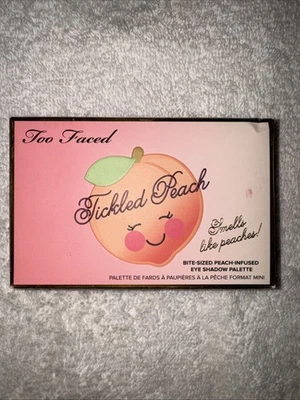 Too Faced
Tickled Peach
Smells
like peaches!
BITE-SIZED PEACH-INFUSED
EYE SHADOW PALETTE
PALETTE DE FARDS À PAUPIÈRES À LA PÊCHE FORMAT MINI